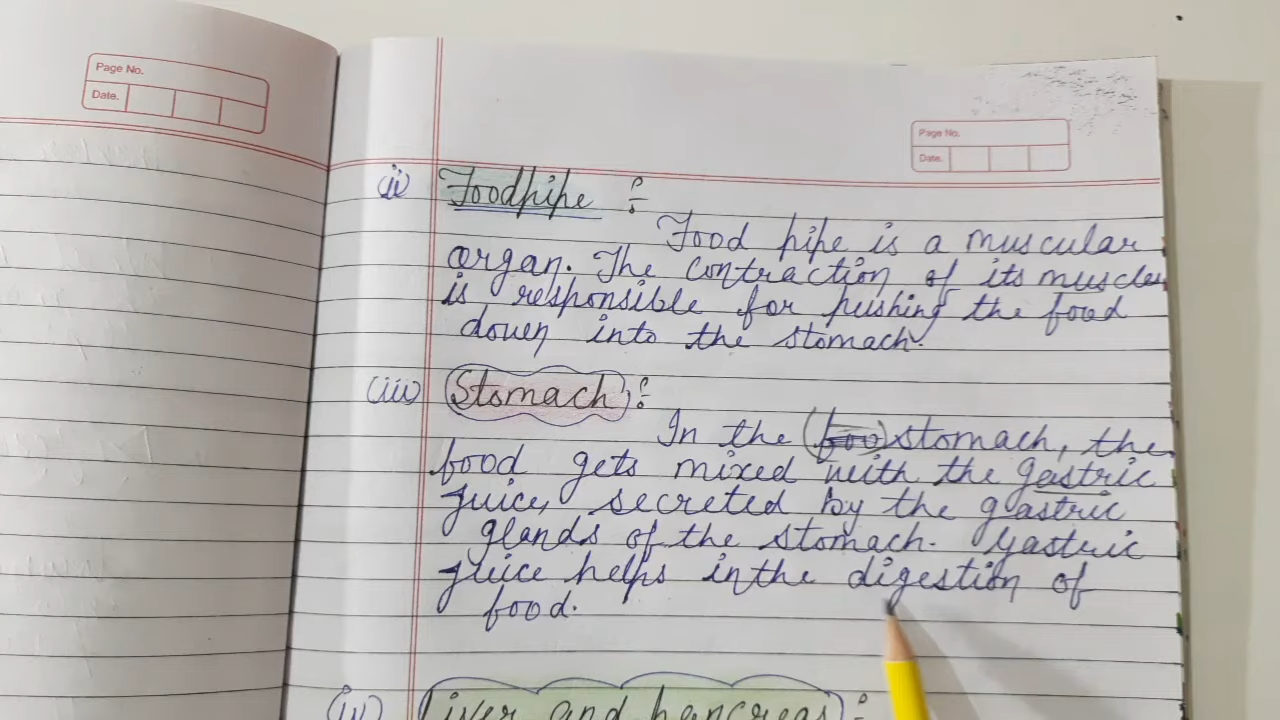 Page No.
Date.
Page No.
Date.
(ii) Foodpipe :-
Food pipe is a muscular
organ. The contraction of its muscles
is responsible for pushing the food
down into the stomach.
(iii) Stomach :-
In the (foo) stomach, the
food gets mixed with the gastric
juice, secreted by the gastric
glands of the stomach. Gastric
juice helps in the digestion of
food.
(iv) Liver and pancreas :-